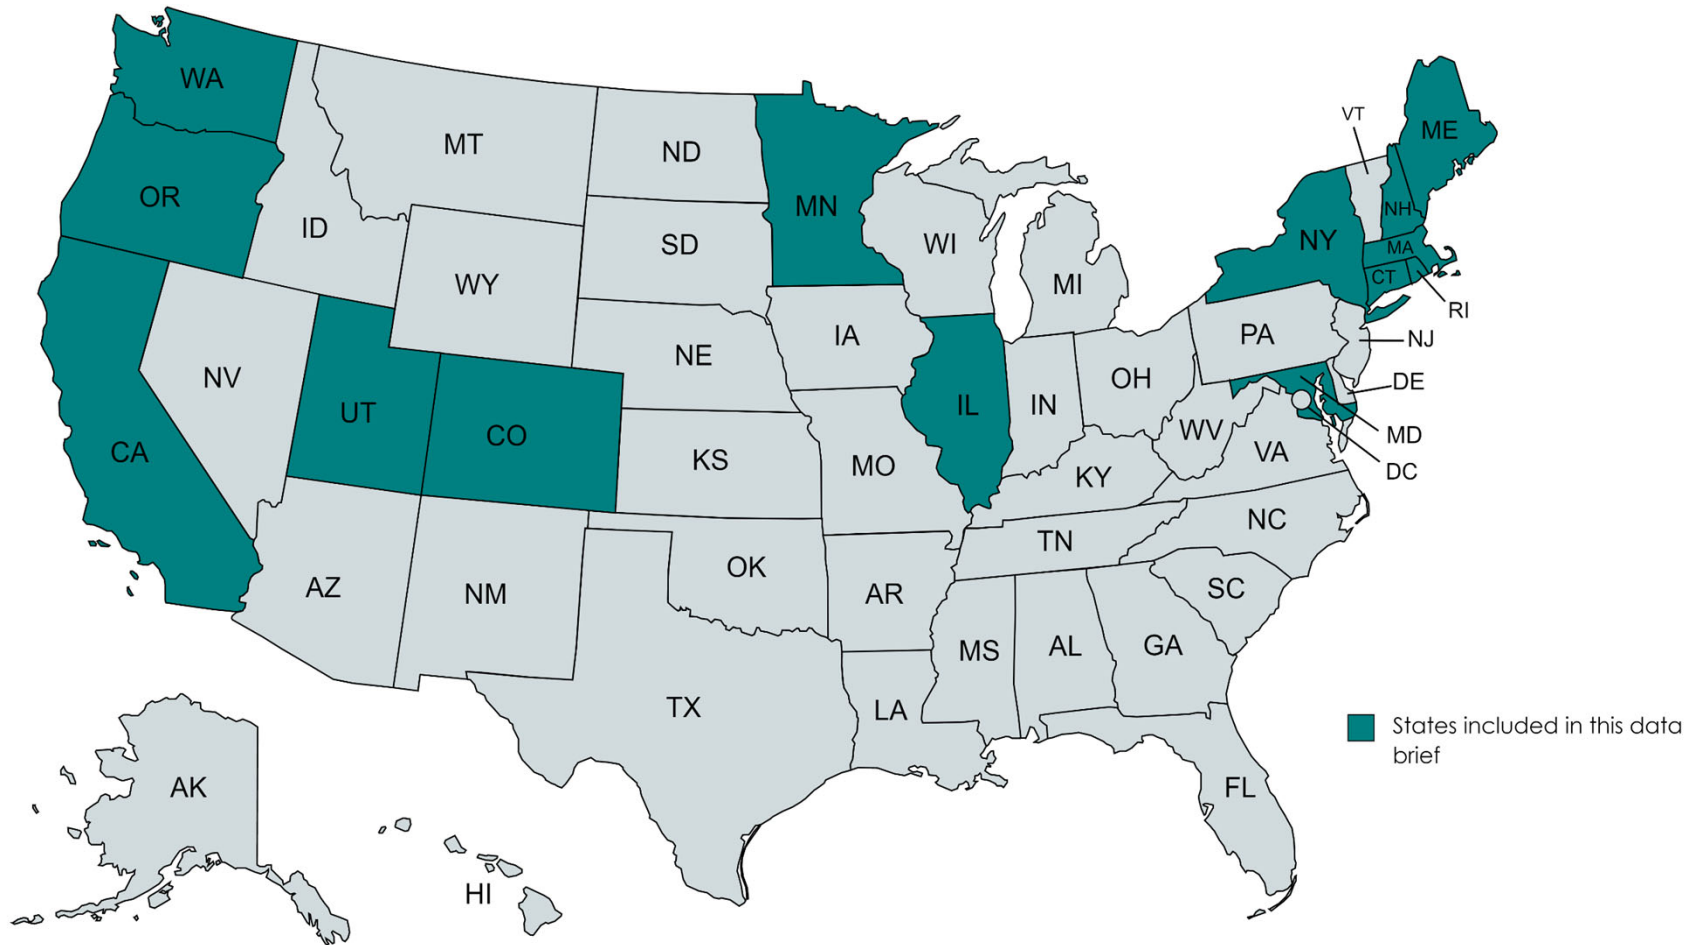 WA
MT
ND
MN
VT
ME
OR
ID
SD
WI
NH
NY
MA
WY
MI
CT
RI
IA
PA
NJ
NE
NV
OH
DE
UT
IL
IN
CO
MD
CA
KS
MO
WV
VA
DC
KY
NC
TN
OK
AZ
NM
AR
SC
MS
AL
GA
TX
LA
States included in this data
brief
AK
FL
HI